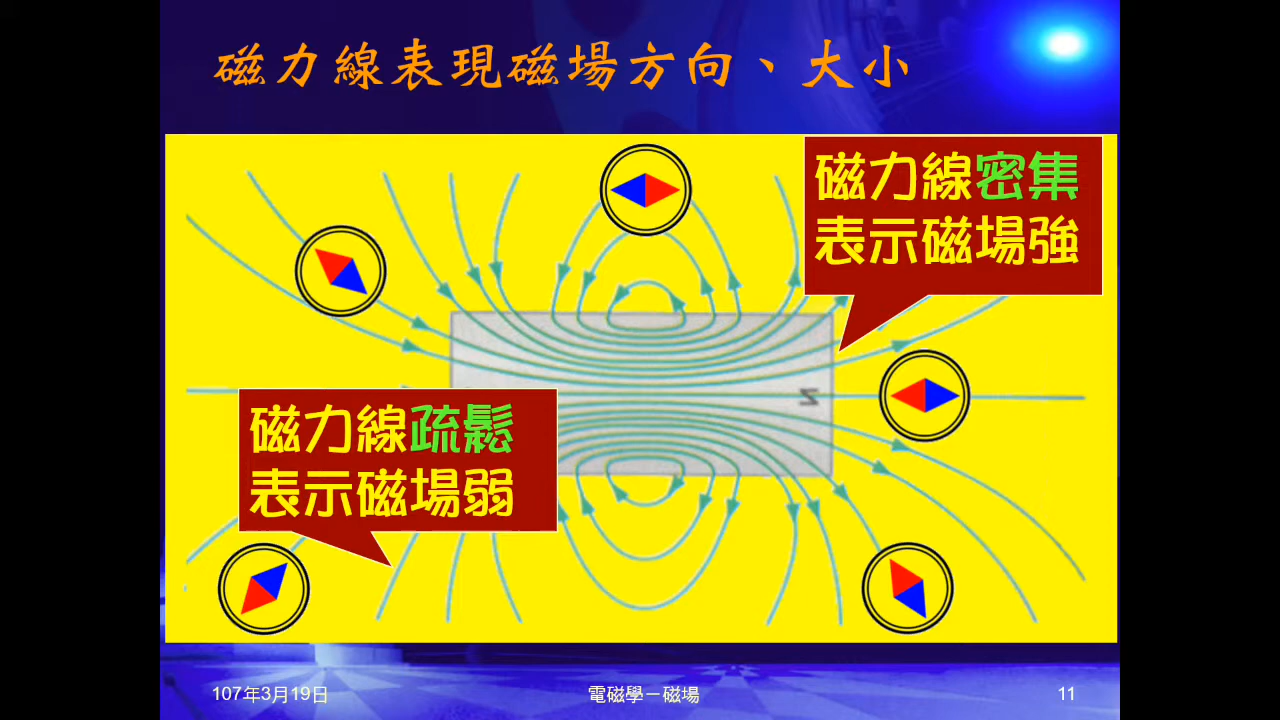 磁力線表現磁場方向、大小
磁力線密集
表示磁場強
N
磁力線疏鬆
表示磁場弱
107年3月19日
電磁學－磁場
11